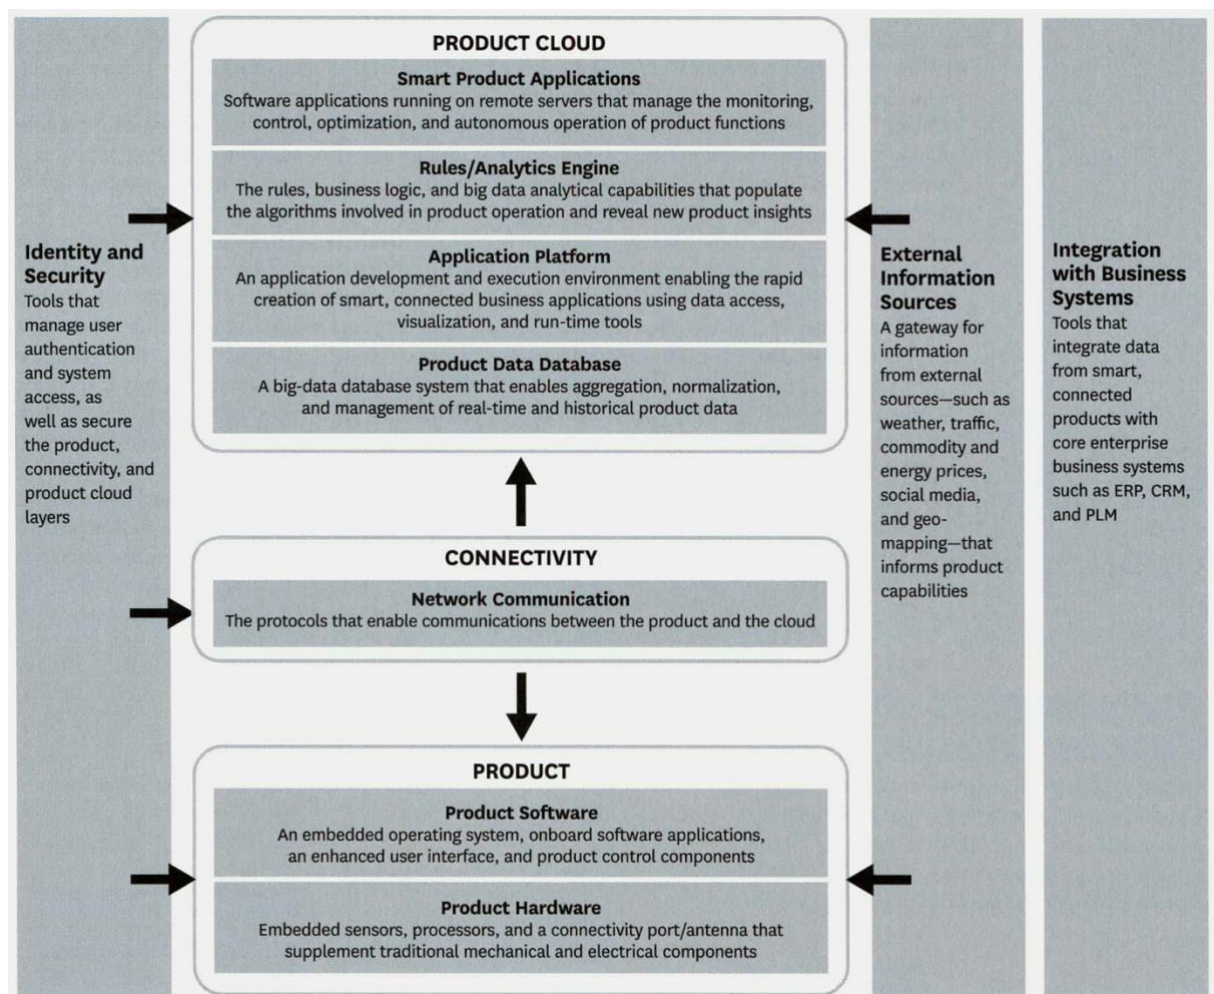 PRODUCT CLOUD
Smart Product Applications
Software applications running on remote servers that manage the monitoring,
control, optimization, and autonomous operation of product functions
Rules/Analytics Engine
The rules, business logic, and big data analytical capabilities that populate
the algorithms involved in product operation and reveal new product insights
Application Platform
An application development and execution environment enabling the rapid
creation of smart, connected business applications using data access,
visualization, and run-time tools
Product Data Database
A big-data database system that enables aggregation, normalization,
and management of real-time and historical product data
CONNECTIVITY
Network Communication
The protocols that enable communications between the product and the cloud
PRODUCT
Product Software
An embedded operating system, onboard software applications,
an enhanced user interface, and product control components
Product Hardware
Embedded sensors, processors, and a connectivity port/antenna that
supplement traditional mechanical and electrical components
Identity and
Security
Tools that
manage user
authentication
and system
access, as
well as secure
the product,
connectivity, and
product cloud
layers
External
Information
Sources
A gateway for
information
from external
sources—such as
weather, traffic,
commodity and
energy prices,
social media,
and geo-
mapping—that
informs product
capabilities
Integration
with Business
Systems
Tools that
integrate data
from smart,
connected
products with
core enterprise
business systems
such as ERP, CRM,
and PLM